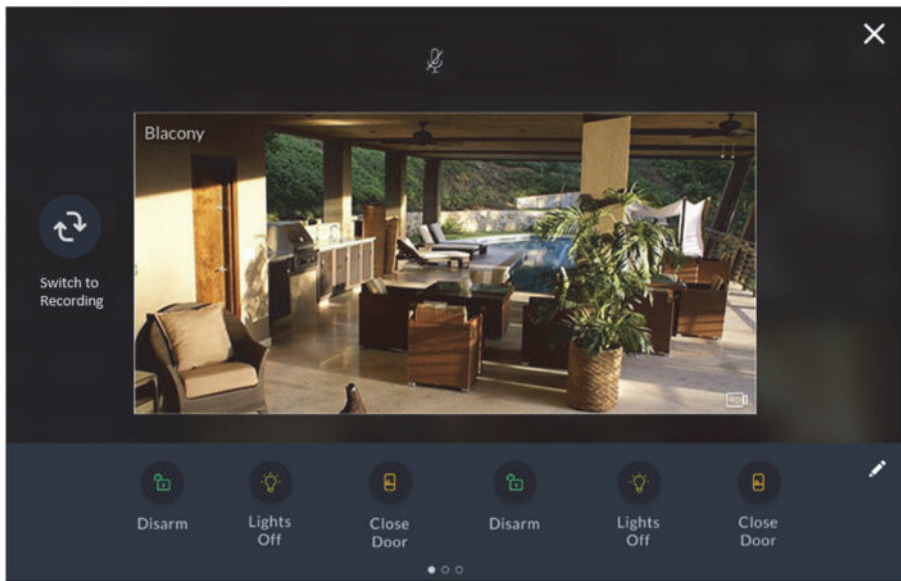 Blacony
Switch to
Recording
Disarm
Lights
Off
Close
Door
Disarm
Lights
Off
Close
Door